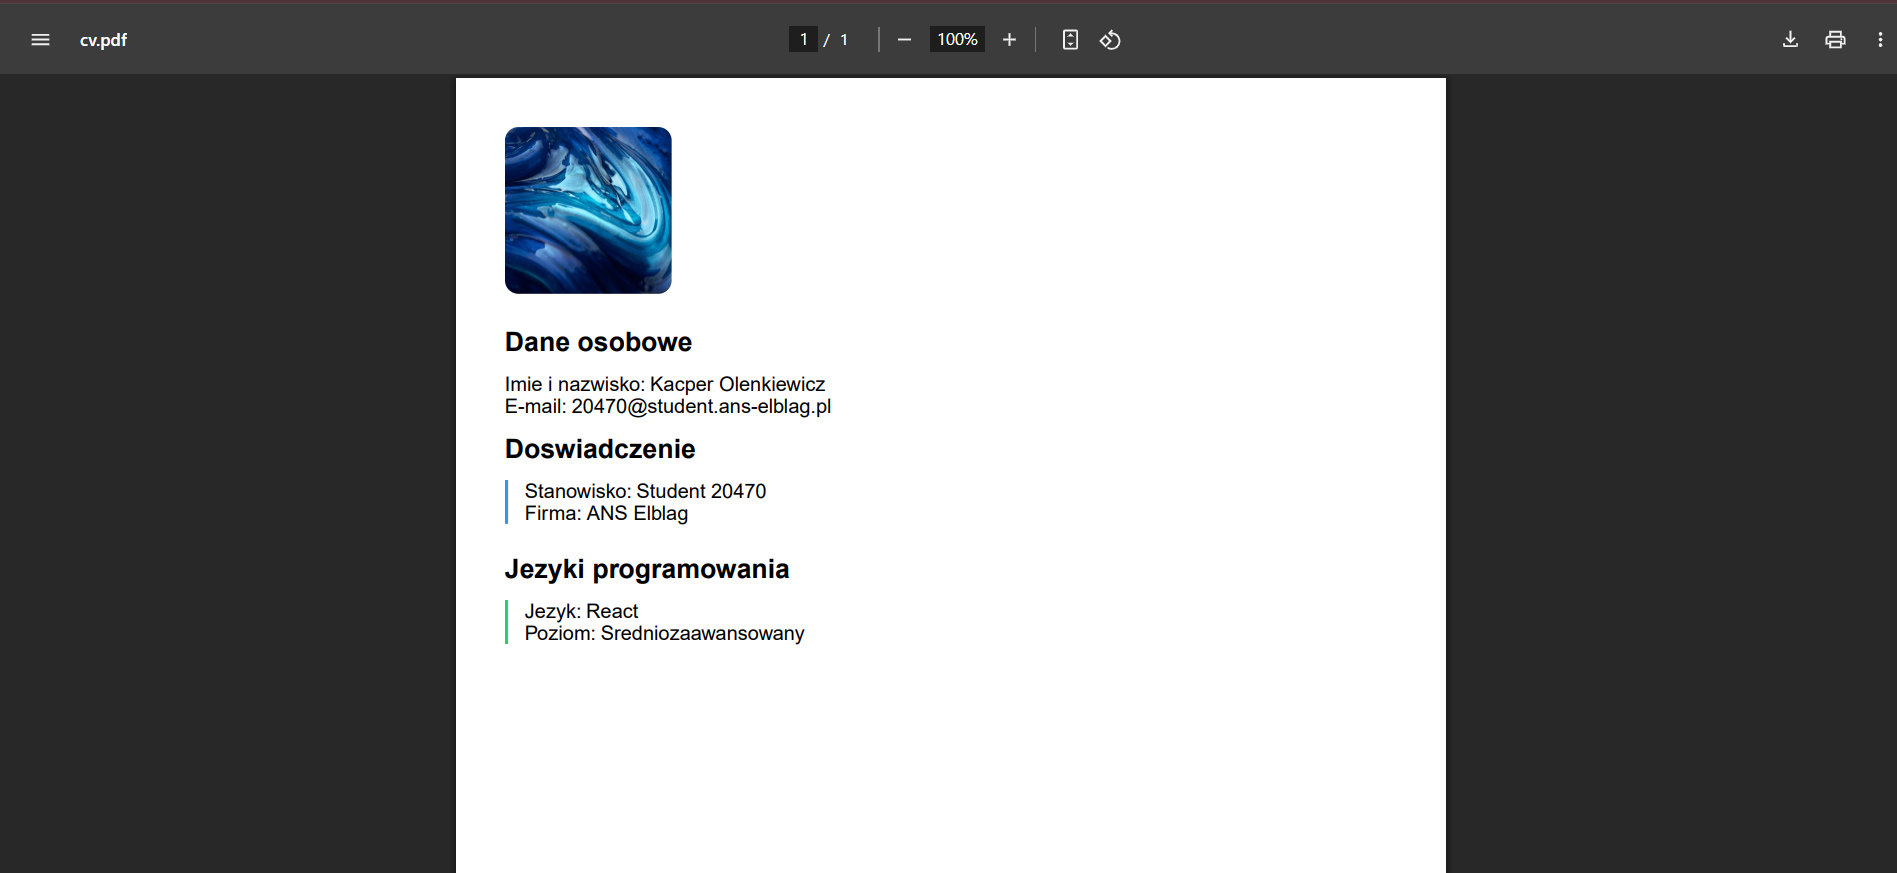 cv.pdf
1 / 1
100%
Dane osobowe
Imie i nazwisko: Kacper Olenkiewicz
E-mail: 20470@student.ans-elblag.pl
Doswiadczenie
Stanowisko: Student 20470
Firma: ANS Elblag
Jezyki programowania
Jezyk: React
Poziom: Sredniozaawansowany